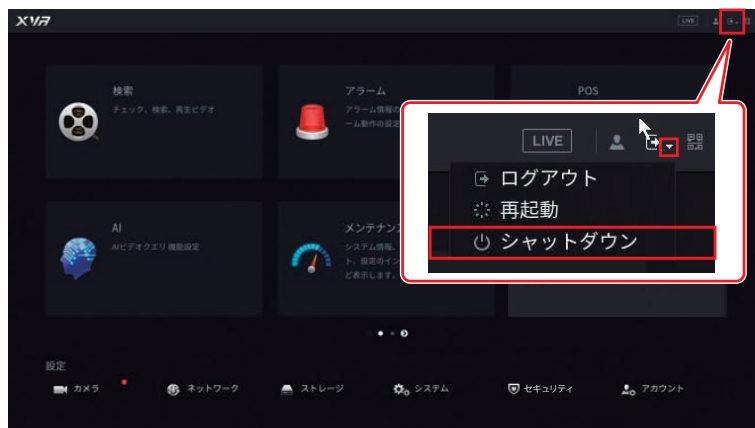 XVR
LIVE
検索
チェック、検索、再生ビデオ
アラーム
アラーム情報の
ーム動作の設定
POS
LIVE
ログアウト
再起動
シャットダウン
AI
AIビデオクエリ 機能設定
メンテナン
システム情報、
ト、設定のイン
ど表示します。
設定
カメラ
ネットワーク
ストレージ
システム
セキュリティ
アカウント